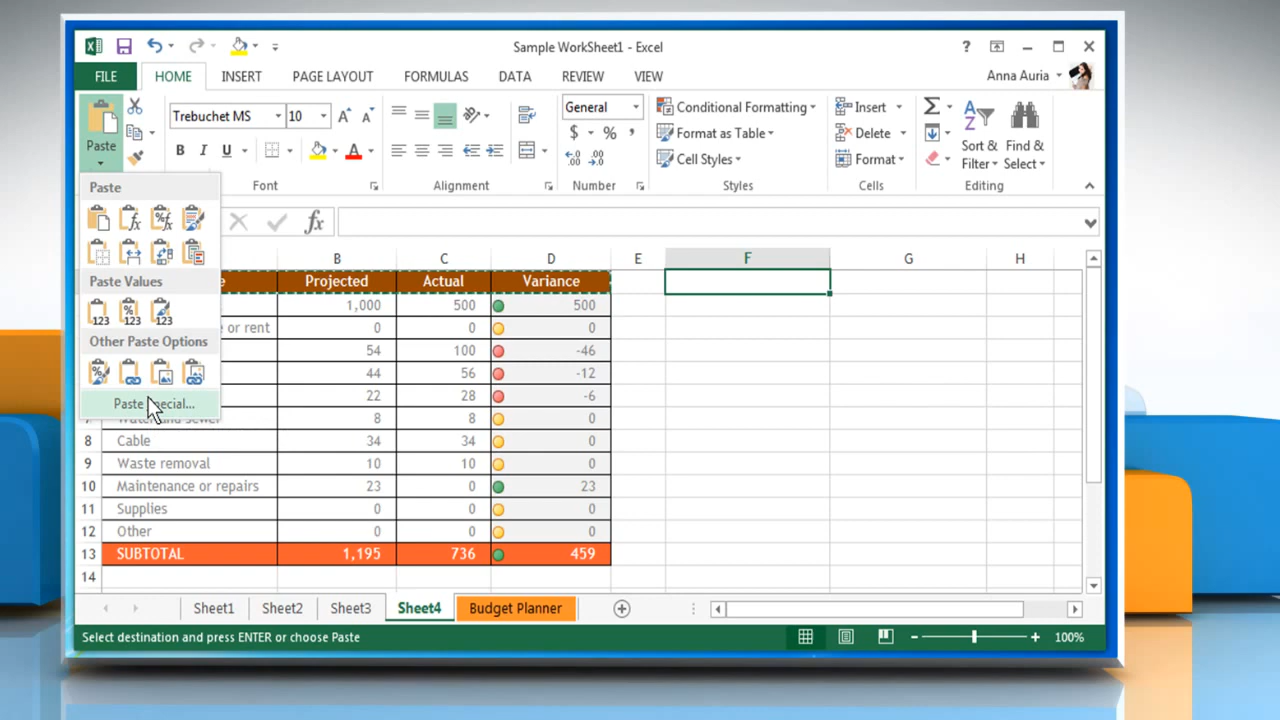 Sample WorkSheet1 - Excel
?
FILE HOME INSERT PAGE LAYOUT FORMULAS DATA REVIEW VIEW
Anna Auria
Paste
Trebuchet MS 10 A A
B I U A
General
$ % ,
Conditional Formatting
Format as Table
Cell Styles
Insert
Delete
Format
Sort & Filter
Find & Select
Font Alignment Number Styles Cells Editing
Paste
Paste Values
Other Paste Options
Paste
fx
B C D E F G H
Projected Actual Variance
1,000 500 500
e or rent 0 0 0
54 100 -46
44 56 -12
22 28 -6
8 8 0
8 Cable 34 34 0
9 Waste removal 10 10 0
10 Maintenance or repairs 23 0 23
11 Supplies 0 0 0
12 Other 0 0 0
13 SUBTOTAL 1,195 736 459
14
Sheet1 Sheet2 Sheet3 Sheet4 Budget Planner
Select destination and press ENTER or choose Paste
100%